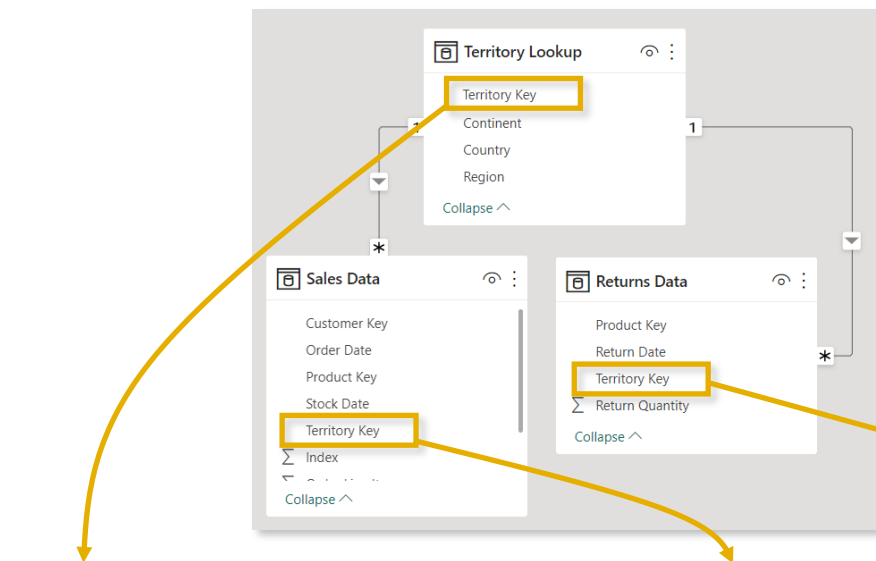 Territory Lookup
Territory Key
Continent
Country
Region
Collapse
1
1
*
*
Sales Data
Customer Key
Order Date
Product Key
Stock Date
Territory Key
Index
Collapse
Returns Data
Product Key
Return Date
Territory Key
Return Quantity
Collapse